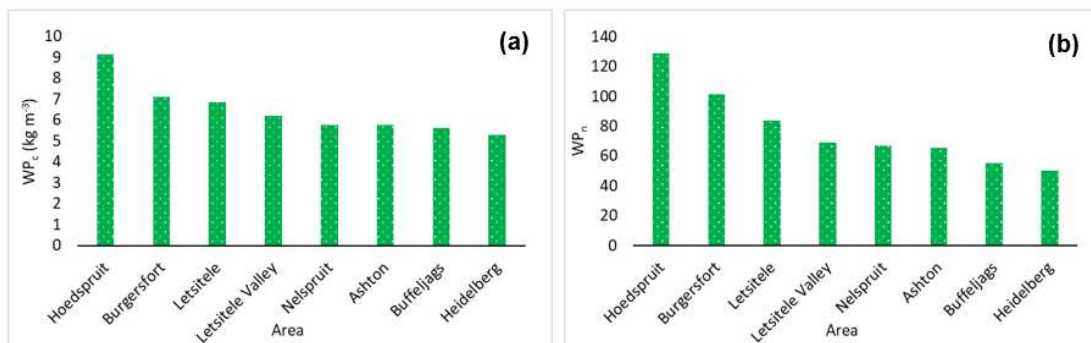 (a)
WPc (kg m-3)
10
9
8
7
6
5
4
3
2
1
0
Hoedspruit
Burgersfort
Letsitele
Letsitele Valley
Nelspruit
Ashton
Buffeljags
Heidelberg
Area
(b)
WPn
140
120
100
80
60
40
20
0
Hoedspruit
Burgersfort
Letsitele
Letsitele Valley
Nelspruit
Ashton
Buffeljags
Heidelberg
Area